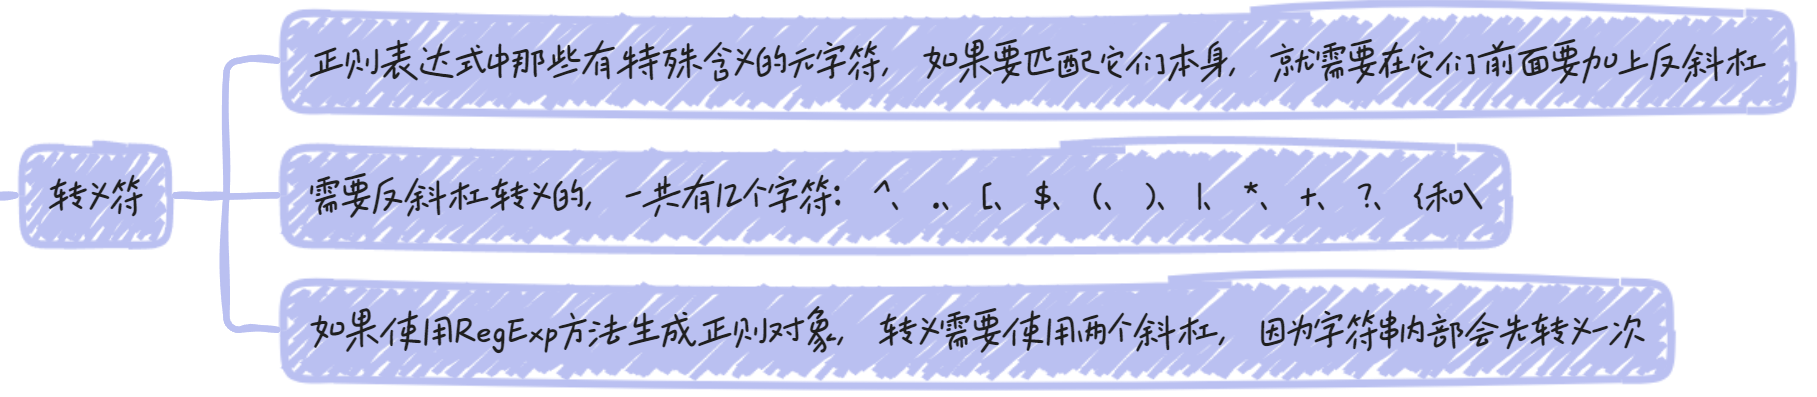 正则表达式中那些有特殊含义的元字符, 如果要匹配它们本身, 就需要在它们前面要加上反斜杠
转义符
需要反斜杠转义的, 一共有12个字符: ^、.、[、$、(、)、|、*、+、?、{和\
如果使用RegExp方法生成正则对象, 转义需要使用两个斜杠, 因为字符串内部会先转义一次